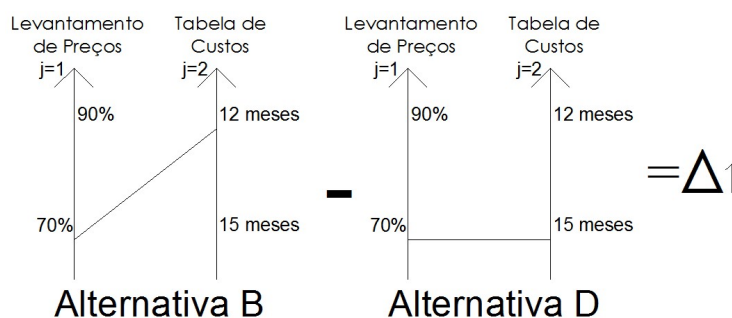 Levantamento Tabela de Levantamento Tabela de
de Preços Custos de Preços Custos
j=1 j=2 j=1 j=2
90% 12 meses 90% 12 meses
- =Δ1
70% 15 meses 70% 15 meses
Alternativa B Alternativa D